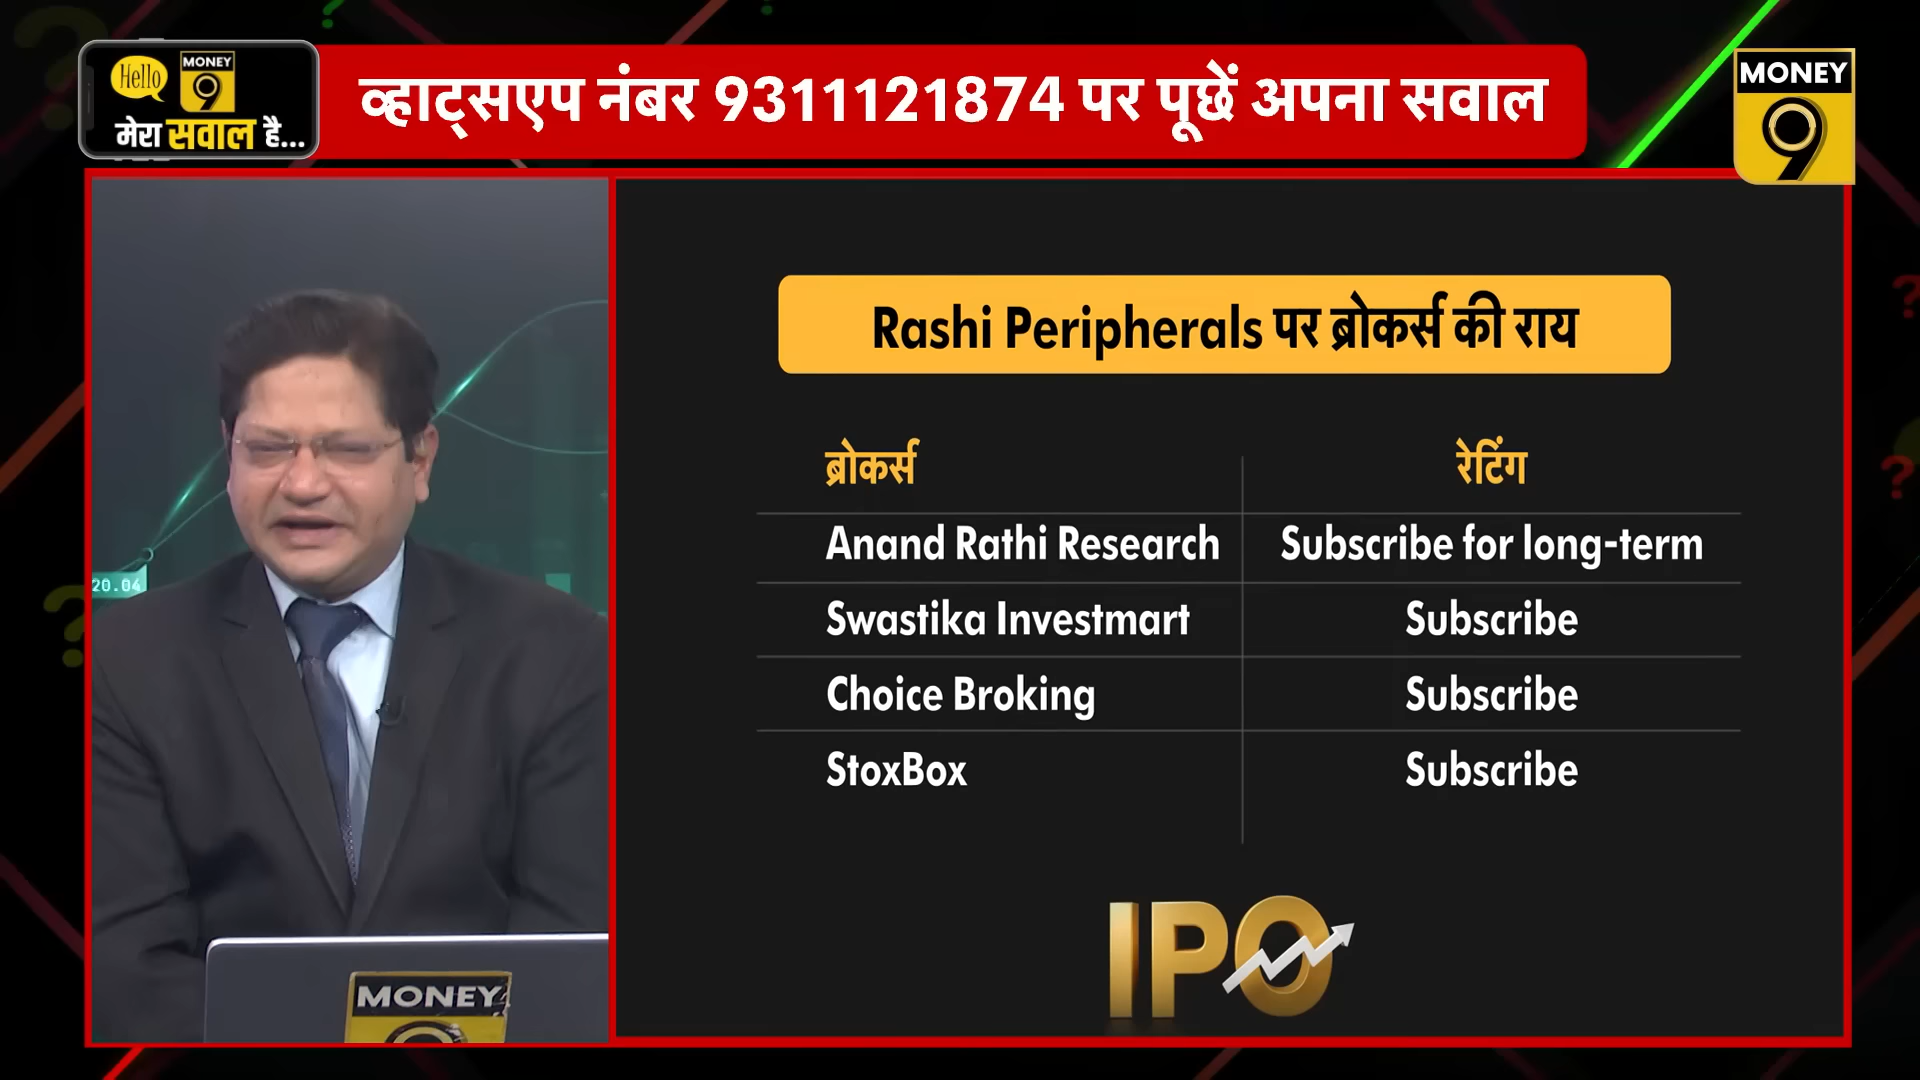 Hello
MONEY
9
मेरा सवाल है...
व्हाट्सएप नंबर 9311121874 पर पूछें अपना सवाल
MONEY
9
20.04
Rashi Peripherals पर ब्रोकर्स की राय
ब्रोकर्स रेटिंग
Anand Rathi Research Subscribe for long-term
Swastika Investmart Subscribe
Choice Broking Subscribe
StoxBox Subscribe
IPO
MONEY